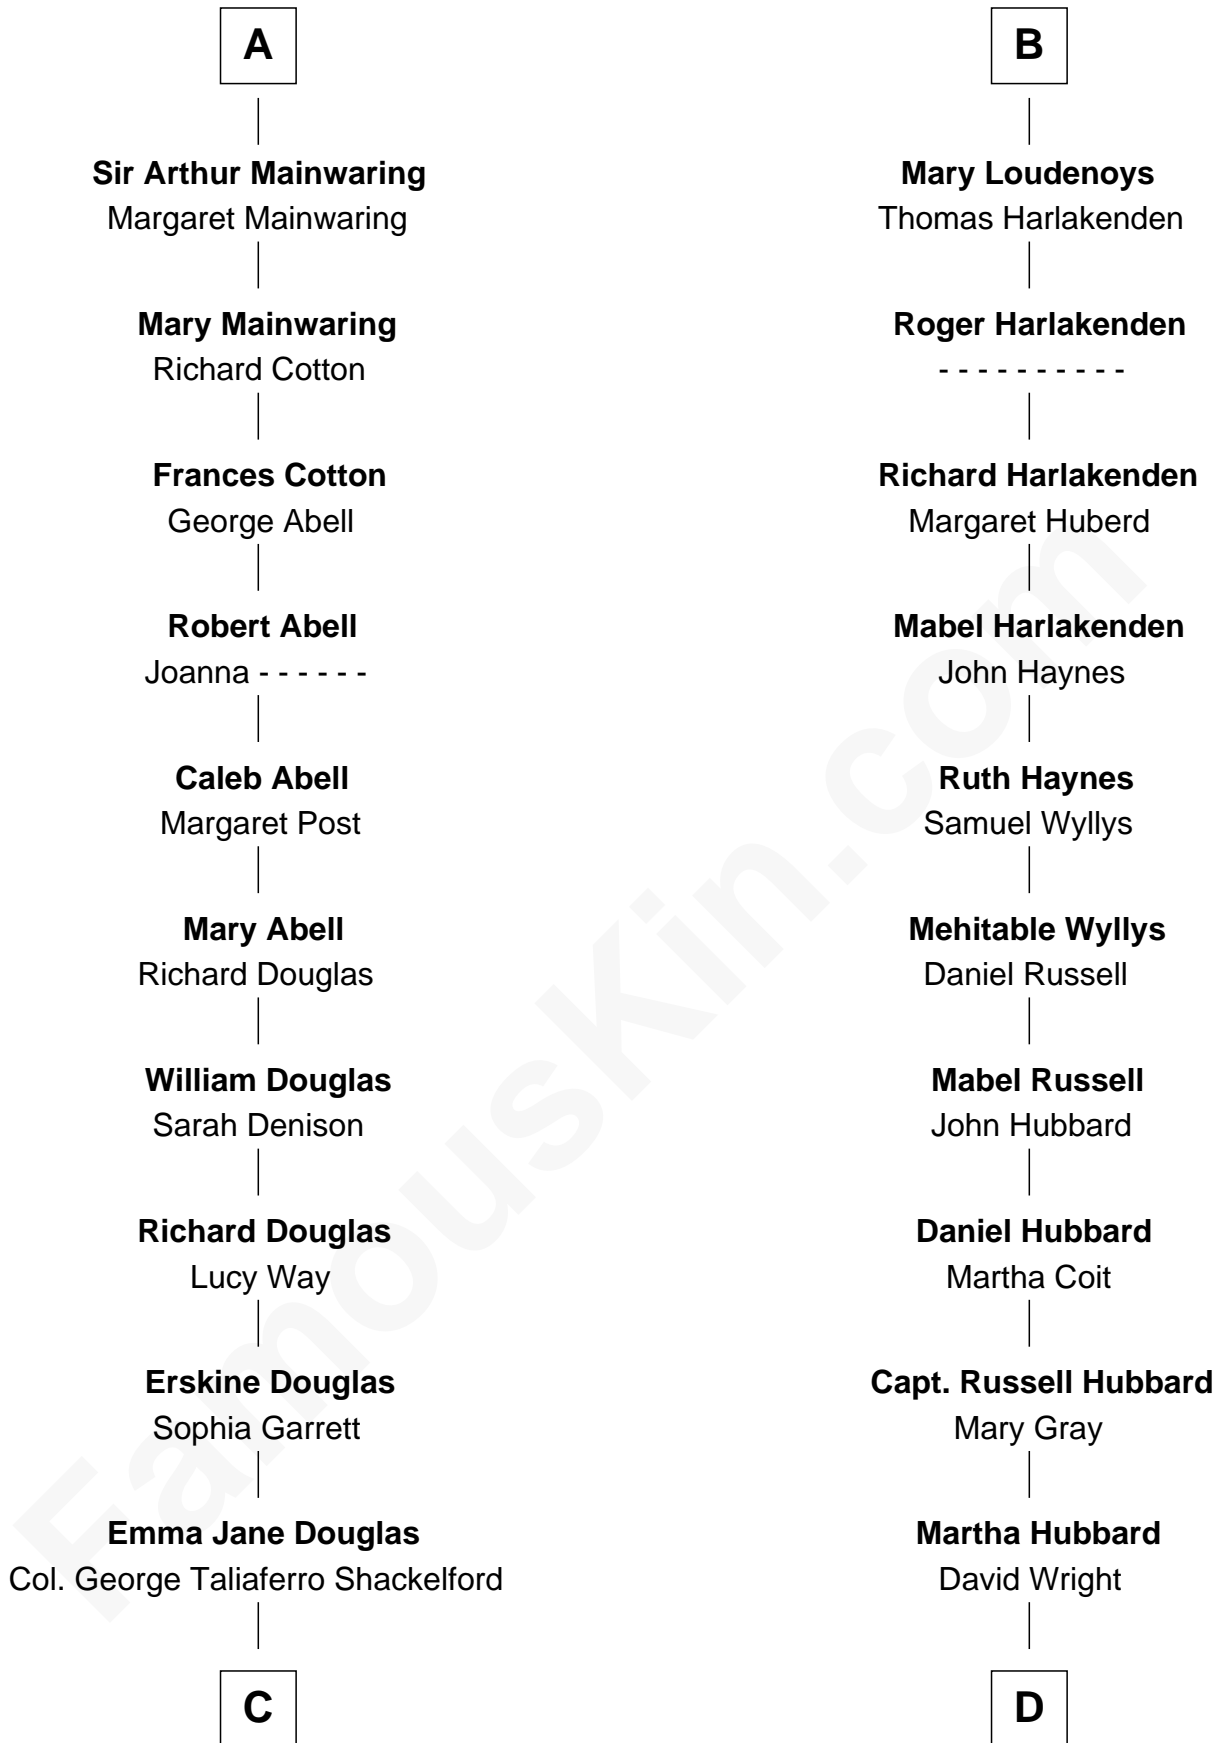 A
Sir Arthur Mainwaring
Margaret Mainwaring
Mary Mainwaring
Richard Cotton
Frances Cotton
George Abell
Robert Abell
Joanna - - - - - -
Caleb Abell
Margaret Post
Mary Abell
Richard Douglas
William Douglas
Sarah Denison
Richard Douglas
Lucy Way
Erskine Douglas
Sophia Garrett
Emma Jane Douglas
Col. George Taliaferro Shackelford
C
B
Mary Loudenoys
Thomas Harlakenden
Roger Harlakenden
- - - - - - - - - -
Richard Harlakenden
Margaret Huberd
Mabel Harlakenden
John Haynes
Ruth Haynes
Samuel Wyllys
Mehitable Wyllys
Daniel Russell
Mabel Russell
John Hubbard
Daniel Hubbard
Martha Coit
Capt. Russell Hubbard
Mary Gray
Martha Hubbard
David Wright
D
FamousKin.com